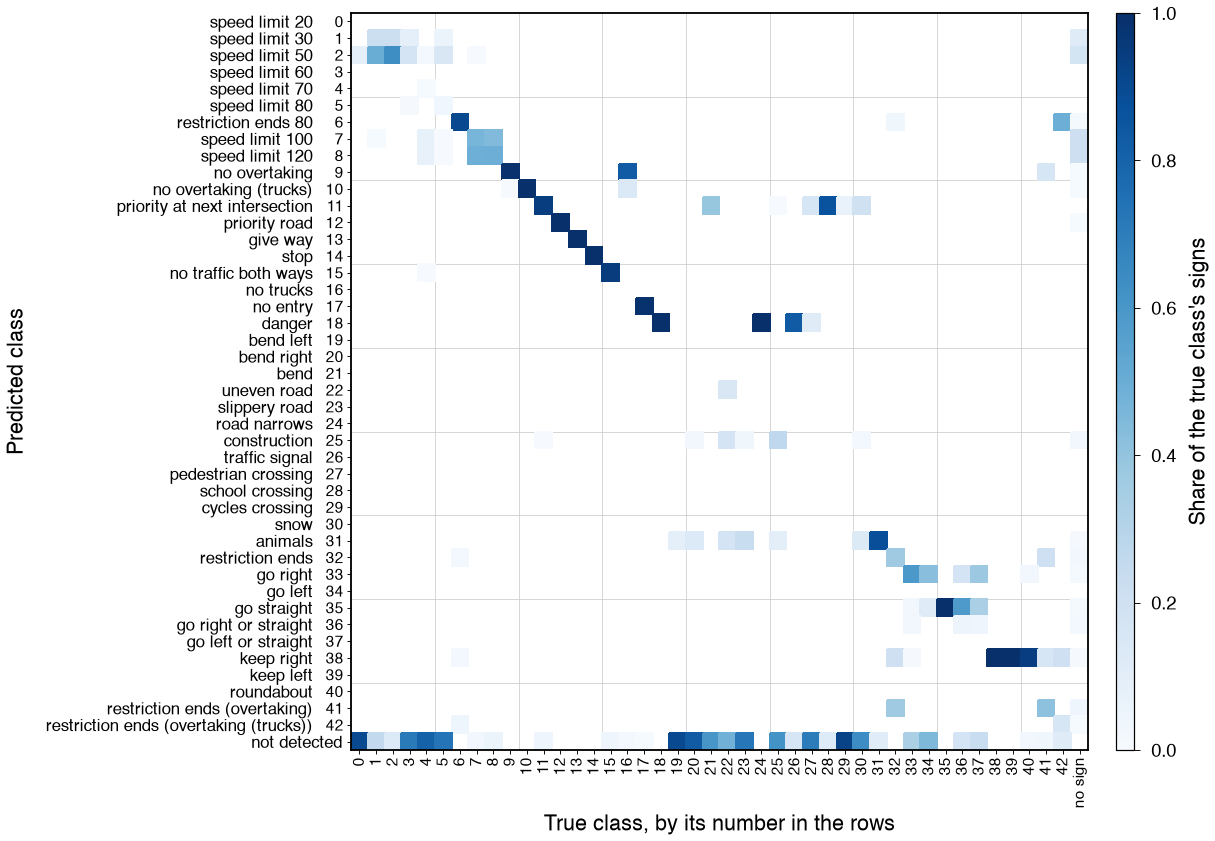 speed limit 20 0
speed limit 30 1
speed limit 50 2
speed limit 60 3
speed limit 70 4
speed limit 80 5
restriction ends 80 6
speed limit 100 7
speed limit 120 8
no overtaking 9
no overtaking (trucks) 10
priority at next intersection 11
priority road 12
give way 13
stop 14
no traffic both ways 15
no trucks 16
no entry 17
danger 18
bend left 19
bend right 20
bend 21
uneven road 22
slippery road 23
road narrows 24
construction 25
traffic signal 26
pedestrian crossing 27
school crossing 28
cycles crossing 29
snow 30
animals 31
restriction ends 32
go right 33
go left 34
go straight 35
go right or straight 36
go left or straight 37
keep right 38
keep left 39
roundabout 40
restriction ends (overtaking) 41
restriction ends (overtaking (trucks)) 42
not detected
Predicted class
0 1 2 3 4 5 6 7 8 9 10 11 12 13 14 15 16 17 18 19 20 21 22 23 24 25 26 27 28 29 30 31 32 33 34 35 36 37 38 39 40 41 42 no sign
True class, by its number in the rows
1.0
0.8
0.6
0.4
0.2
0.0
Share of the true class's signs